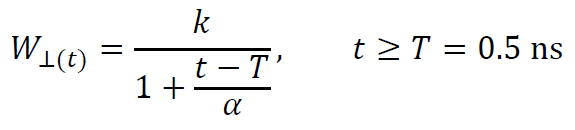 W⊥(t) = k / (1 + (t − T)/α), t ≥ T = 0.5 ns